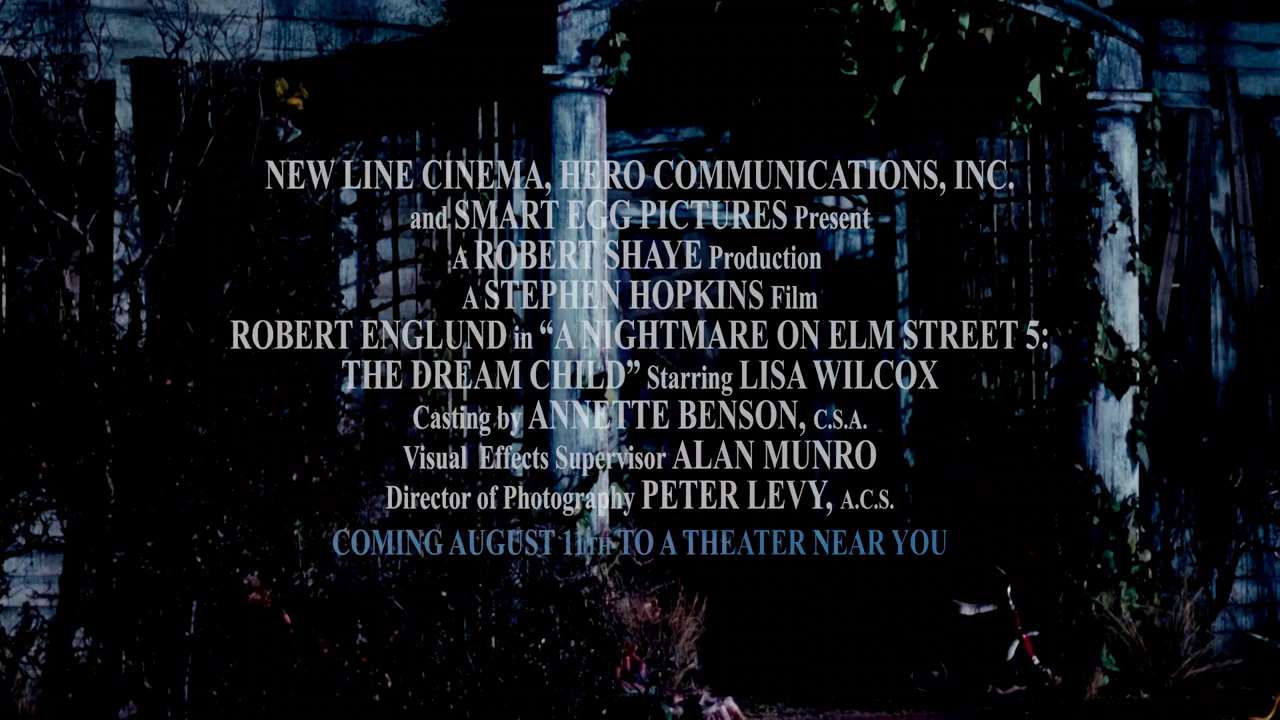 NEW LINE CINEMA, HERO COMMUNICATIONS, INC.
and SMART EGG PICTURES Present
A ROBERT SHAYE Production
A STEPHEN HOPKINS Film
ROBERT ENGLUND in “A NIGHTMARE ON ELM STREET 5:
THE DREAM CHILD” Starring LISA WILCOX
Casting by ANNETTE BENSON, C.S.A.
Visual Effects Supervisor ALAN MUNRO
Director of Photography PETER LEVY, A.C.S.
COMING AUGUST 11TH TO A THEATER NEAR YOU